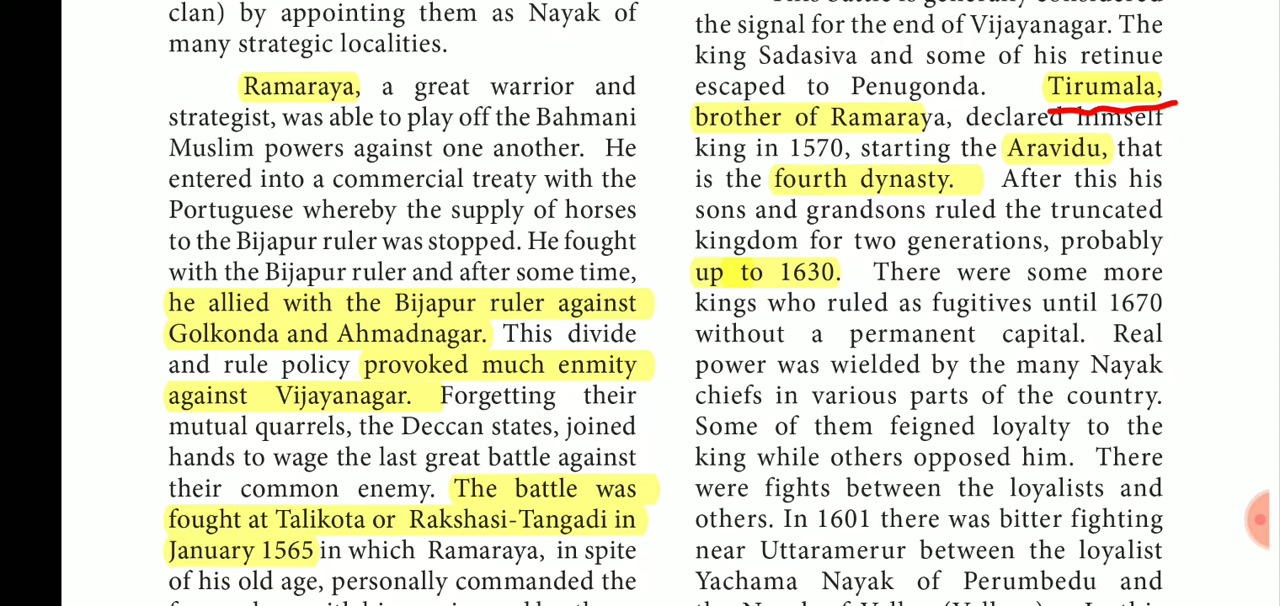 clan) by appointing them as Nayak of
many strategic localities.
Ramaraya, a great warrior and
strategist, was able to play off the Bahmani
Muslim powers against one another. He
entered into a commercial treaty with the
Portuguese whereby the supply of horses
to the Bijapur ruler was stopped. He fought
with the Bijapur ruler and after some time,
he allied with the Bijapur ruler against
Golkonda and Ahmadnagar. This divide
and rule policy provoked much enmity
against Vijayanagar. Forgetting their
mutual quarrels, the Deccan states, joined
hands to wage the last great battle against
their common enemy. The battle was
fought at Talikota or Rakshasi-Tangadi in
January 1565 in which Ramaraya, in spite
of his old age, personally commanded the
the signal for the end of Vijayanagar. The
king Sadasiva and some of his retinue
escaped to Penugonda. Tirumala,
brother of Ramaraya, declared himself
king in 1570, starting the Aravidu, that
is the fourth dynasty. After this his
sons and grandsons ruled the truncated
kingdom for two generations, probably
up to 1630. There were some more
kings who ruled as fugitives until 1670
without a permanent capital. Real
power was wielded by the many Nayak
chiefs in various parts of the country.
Some of them feigned loyalty to the
king while others opposed him. There
were fights between the loyalists and
others. In 1601 there was bitter fighting
near Uttaramerur between the loyalist
Yachama Nayak of Perumbedu and